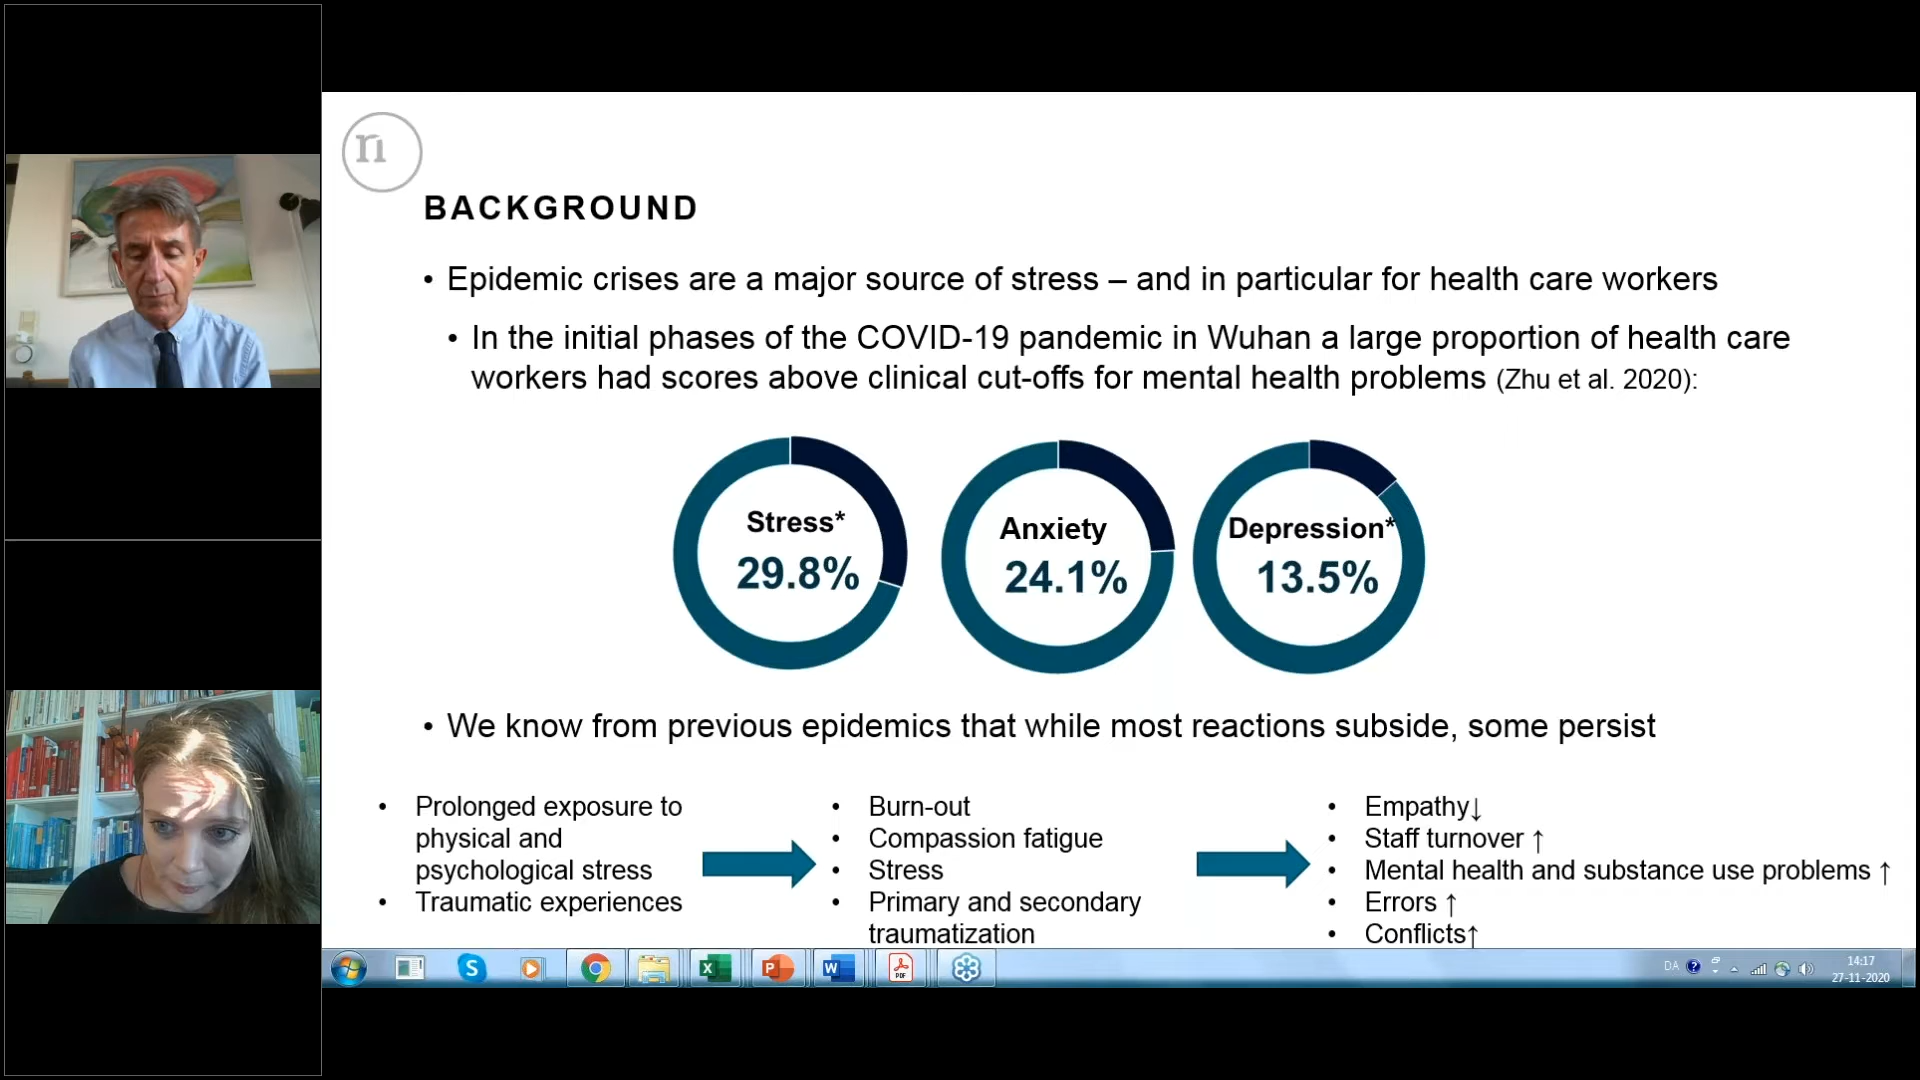 n
BACKGROUND
• Epidemic crises are a major source of stress – and in particular for health care workers
• In the initial phases of the COVID-19 pandemic in Wuhan a large proportion of health care
workers had scores above clinical cut-offs for mental health problems (Zhu et al. 2020):
Stress*
29.8%
Anxiety
24.1%
Depression*
13.5%
• We know from previous epidemics that while most reactions subside, some persist
• Prolonged exposure to
physical and
psychological stress
• Traumatic experiences
• Burn-out
• Compassion fatigue
• Stress
• Primary and secondary
traumatization
• Empathy↓
• Staff turnover ↑
• Mental health and substance use problems ↑
• Errors ↑
• Conflicts↑
DA
14:17
27-11-2020